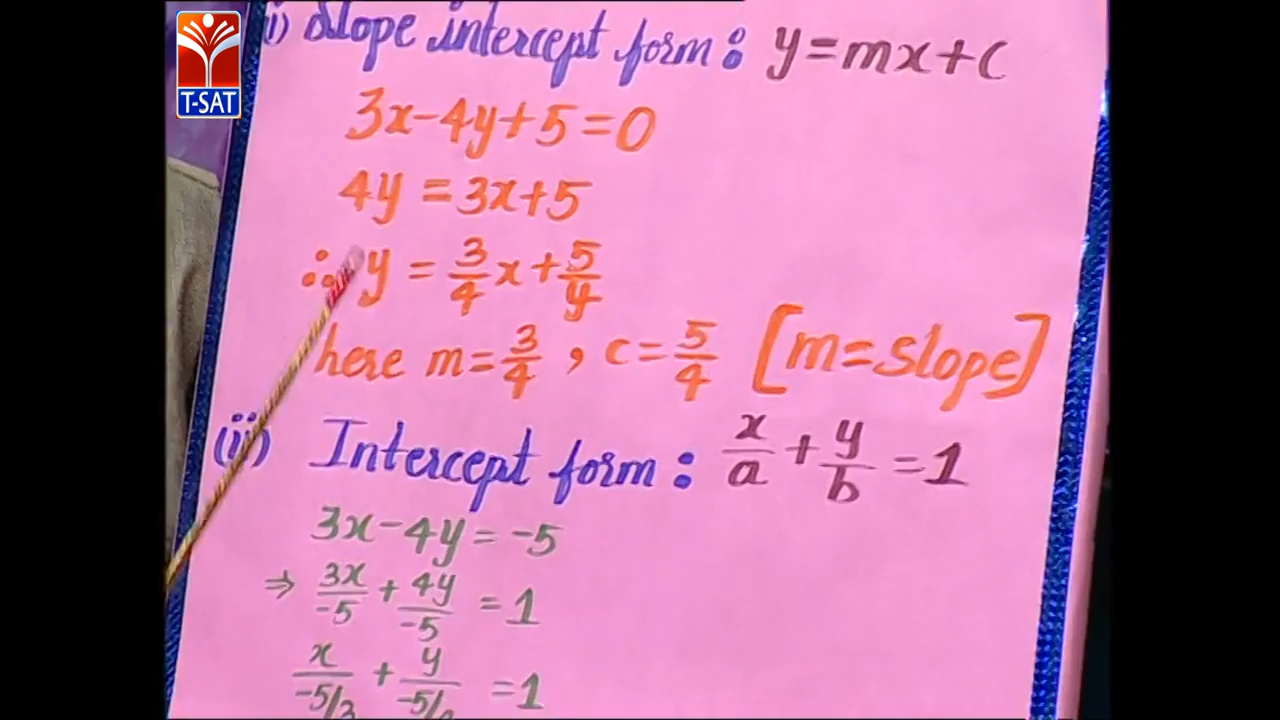 T-SAT
i) Slope intercept form: y=mx+c
3x-4y+5=0
4y=3x+5
∴ y = 3/4 x + 5/4
here m = 3/4, c = 5/4 [m=slope]
(ii) Intercept form: x/a + y/b = 1
3x-4y = -5
⇒ 3x/-5 + 4y/-5 = 1
x/-5/3 + y/-5/ = 1